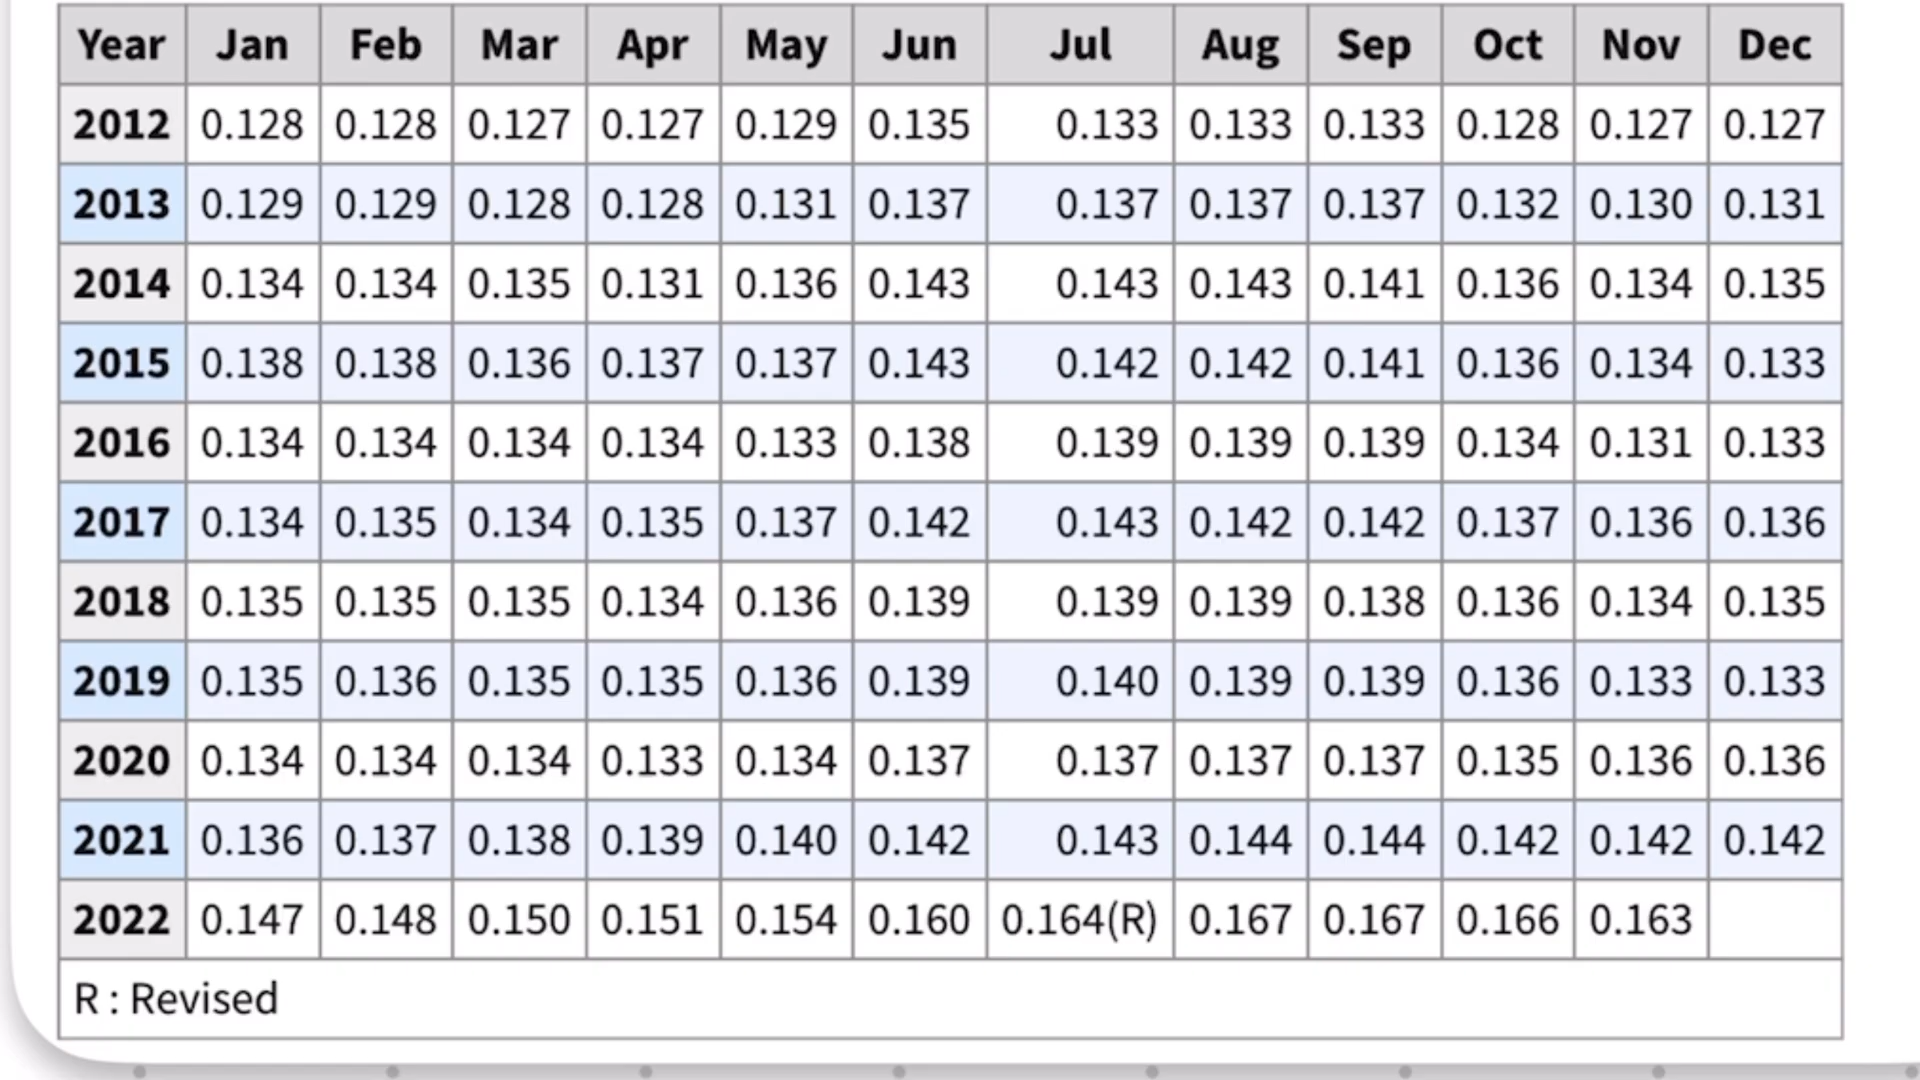 Year Jan Feb Mar Apr May Jun Jul Aug Sep Oct Nov Dec
2012 0.128 0.128 0.127 0.127 0.129 0.135 0.133 0.133 0.133 0.128 0.127 0.127
2013 0.129 0.129 0.128 0.128 0.131 0.137 0.137 0.137 0.137 0.132 0.130 0.131
2014 0.134 0.134 0.135 0.131 0.136 0.143 0.143 0.143 0.141 0.136 0.134 0.135
2015 0.138 0.138 0.136 0.137 0.137 0.143 0.142 0.142 0.141 0.136 0.134 0.133
2016 0.134 0.134 0.134 0.134 0.133 0.138 0.139 0.139 0.139 0.134 0.131 0.133
2017 0.134 0.135 0.134 0.135 0.137 0.142 0.143 0.142 0.142 0.137 0.136 0.136
2018 0.135 0.135 0.135 0.134 0.136 0.139 0.139 0.139 0.138 0.136 0.134 0.135
2019 0.135 0.136 0.135 0.135 0.136 0.139 0.140 0.139 0.139 0.136 0.133 0.133
2020 0.134 0.134 0.134 0.133 0.134 0.137 0.137 0.137 0.137 0.135 0.136 0.136
2021 0.136 0.137 0.138 0.139 0.140 0.142 0.143 0.144 0.144 0.142 0.142 0.142
2022 0.147 0.148 0.150 0.151 0.154 0.160 0.164(R) 0.167 0.167 0.166 0.163
R : Revised